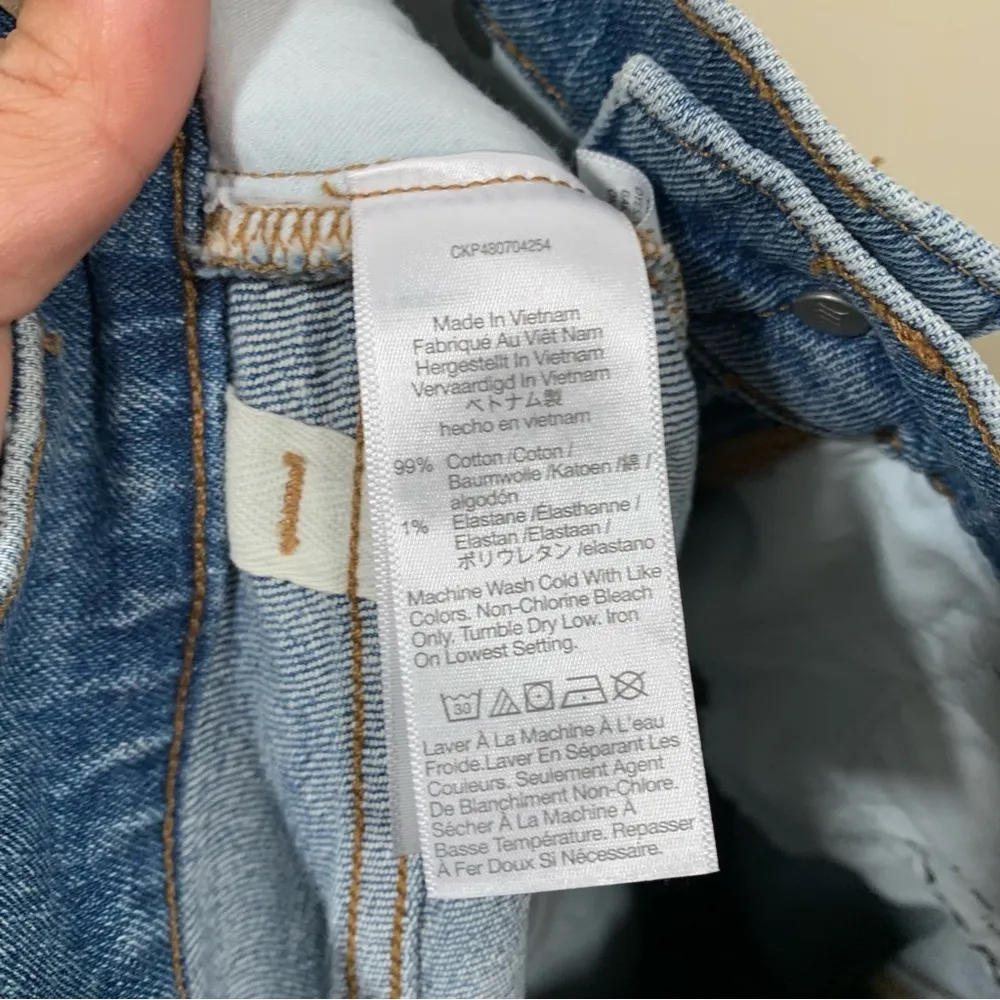 CKP480704254
Made In Vietnam
Fabriqué Au Viêt Nam
Hergestellt In Vietnam
Vervaardigd In Vietnam
ベトナム製
hecho en vietnam
99% Cotton /Coton /
Baumwolle /Katoen /綿 /
algodón
1% Elastane /Élasthanne /
Elastan /Elastaan /
ポリウレタン /elastano
Machine Wash Cold With Like
Colors. Non-Chlorine Bleach
Only. Tumble Dry Low. Iron
On Lowest Setting.
30
Laver À La Machine À L'eau
Froide.Laver En Séparant Les
Couleurs. Seulement Agent
De Blanchiment Non-Chlore.
Sécher À La Machine À
Basse Température. Repasser
À Fer Doux Si Nécessaire.